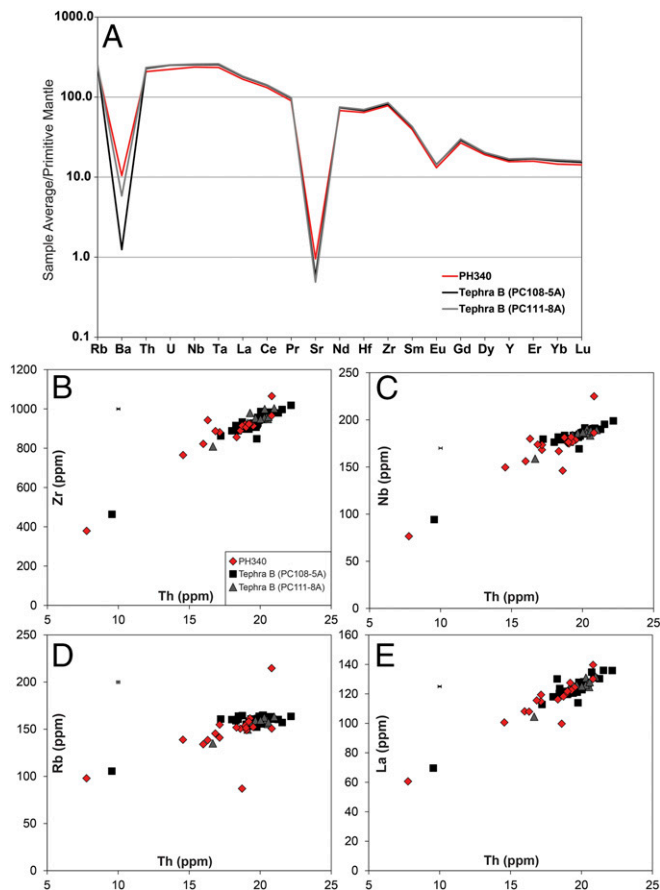 A
Sample Average/Primitive Mantle
1000.0
100.0
10.0
1.0
0.1
PH340
Tephra B (PC108-5A)
Tephra B (PC111-8A)
Rb Ba Th U Nb Ta La Ce Pr Sr Nd Hf Zr Sm Eu Gd Dy Y Er Yb Lu
B
Zr (ppm)
1200
1000
800
600
400
200
0
5 10 15 20 25
Th (ppm)
PH340
Tephra B (PC108-5A)
Tephra B (PC111-8A)
C
Nb (ppm)
250
200
150
100
50
0
5 10 15 20 25
Th (ppm)
D
Rb (ppm)
250
200
150
100
50
0
5 10 15 20 25
Th (ppm)
E
La (ppm)
160
140
120
100
80
60
40
20
0
5 10 15 20 25
Th (ppm)